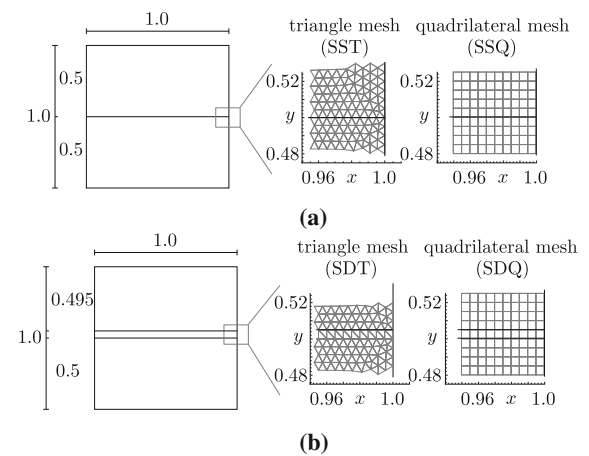 1.0
triangle mesh quadrilateral mesh
(SST) (SSQ)
0.5
0.52 0.52
1.0
y y
0.5
0.48 0.48
0.96 x 1.0 0.96 x 1.0
(a)
1.0
triangle mesh quadrilateral mesh
(SDT) (SDQ)
0.495
0.52 0.52
1.0
y y
0.5
0.48 0.48
0.96 x 1.0 0.96 x 1.0
(b)